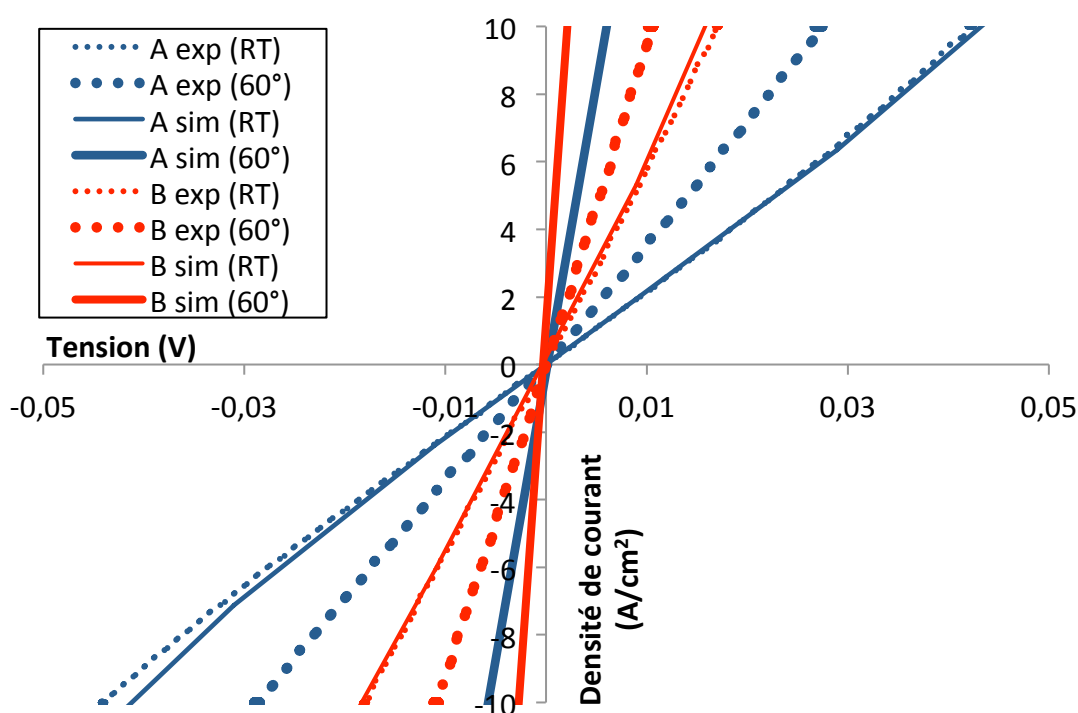 A exp (RT)
A exp (60°)
A sim (RT)
A sim (60°)
B exp (RT)
B exp (60°)
B sim (RT)
B sim (60°)
10
8
6
4
2
0
-2
-4
-6
-8
-10
Tension (V)
-0,05
-0,03
-0,01
0,01
0,03
0,05
Densité de courant
(A/cm²)